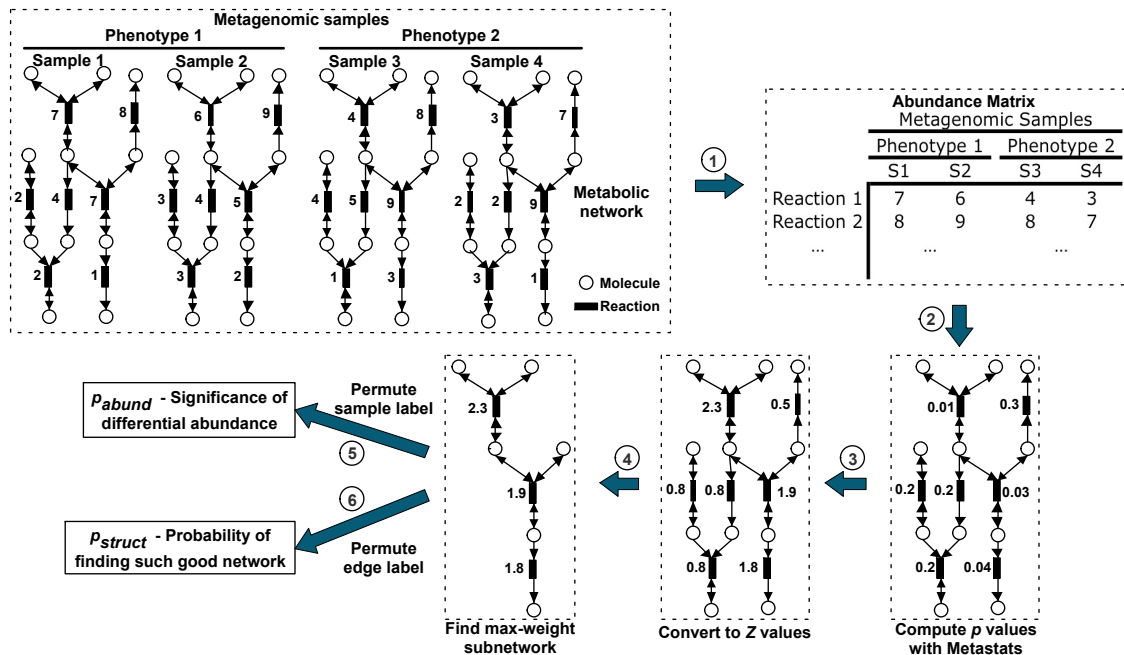 Metagenomic samples
Phenotype 1
Phenotype 2
Sample 1
Sample 2
Sample 3
Sample 4
7
8
2
4
7
2
1
6
9
3
4
5
3
2
4
8
4
5
9
1
3
3
7
2
2
9
3
1
Metabolic
network
Molecule
Reaction
1
Abundance Matrix
Metagenomic Samples
Phenotype 1 Phenotype 2
S1 S2 S3 S4
Reaction 1 7 6 4 3
Reaction 2 8 9 8 7
... ... ...
2
0.01
0.3
0.2
0.2
0.03
0.2
0.04
Compute p values
with Metastats
3
2.3
0.5
0.8
0.8
1.9
0.8
1.8
Convert to Z values
4
2.3
1.9
1.8
Find max-weight
subnetwork
Permute
sample label
5
p abund - Significance of
differential abundance
6
Permute
edge label
p struct - Probability of
finding such good network